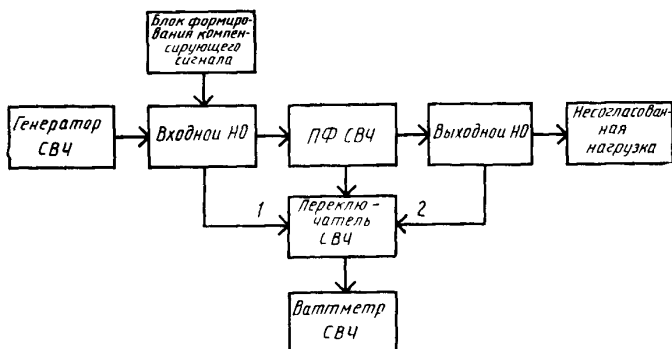 Блок формиро-
вания компен-
сирующего
сигнала
Генератор
СВЧ
Входной НО
ПФ СВЧ
Выходной НО
Несогласован-
ная
нагрузка
1
Переклю-
чатель
СВЧ
2
Ваттметр
СВЧ